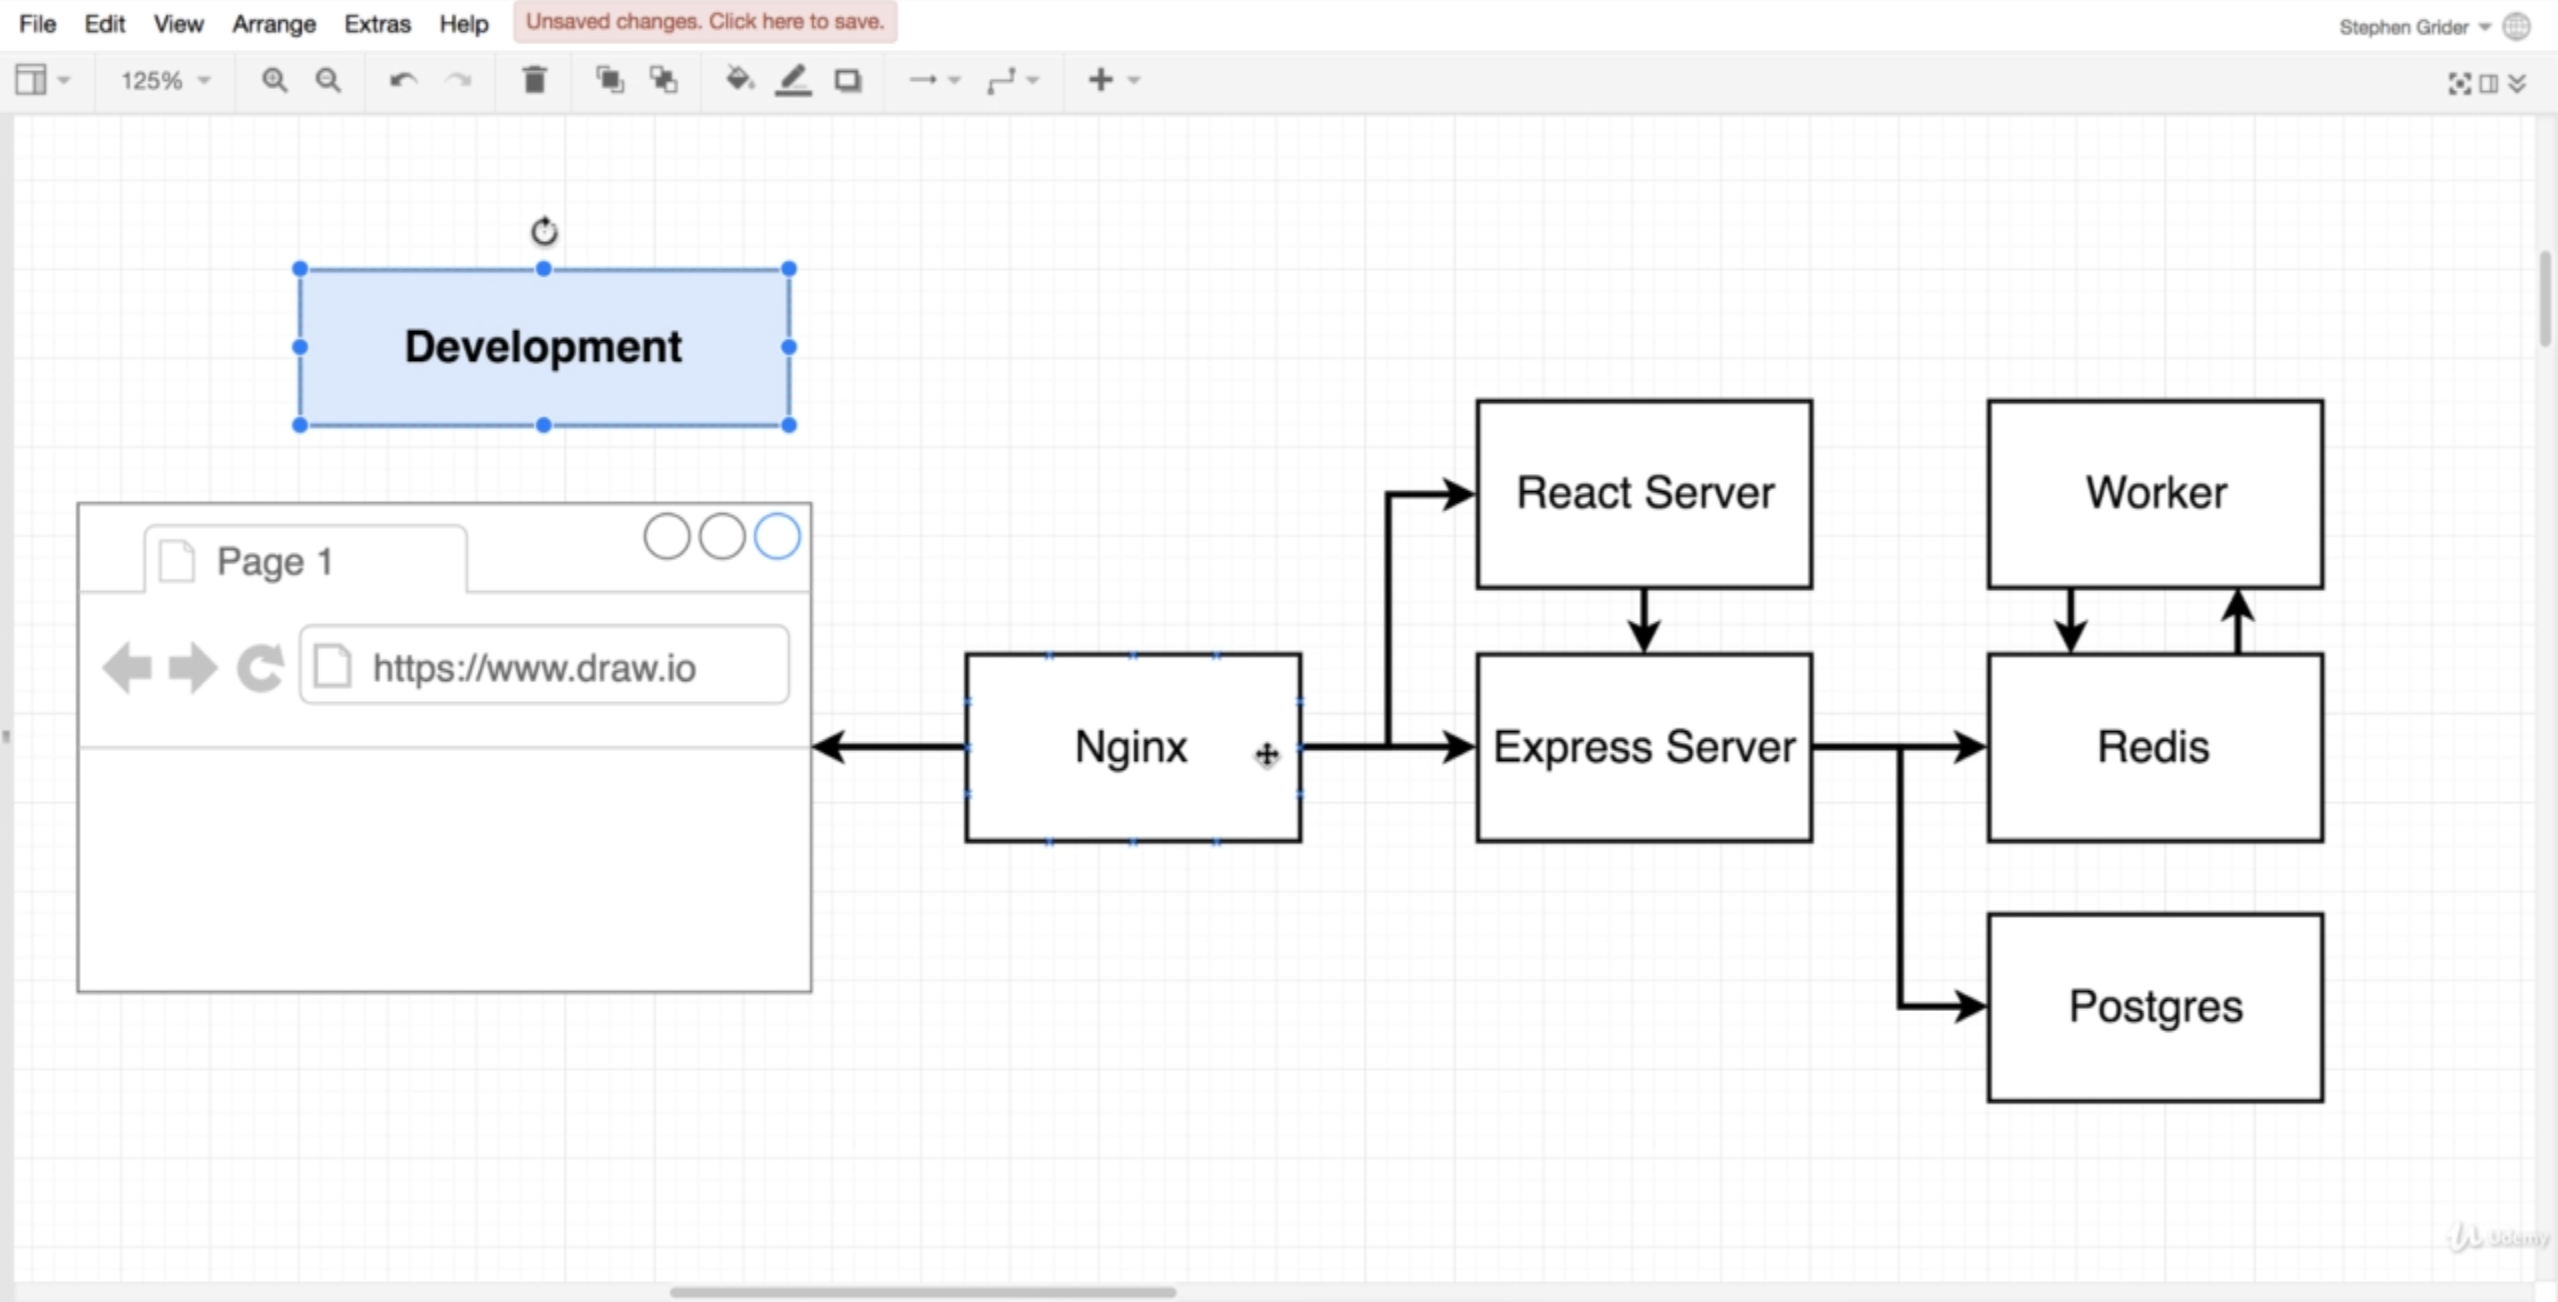 File Edit View Arrange Extras Help Unsaved changes. Click here to save. Stephen Grider
125%
Development
Page 1
https://www.draw.io
Nginx
React Server
Express Server
Worker
Redis
Postgres
Udemy